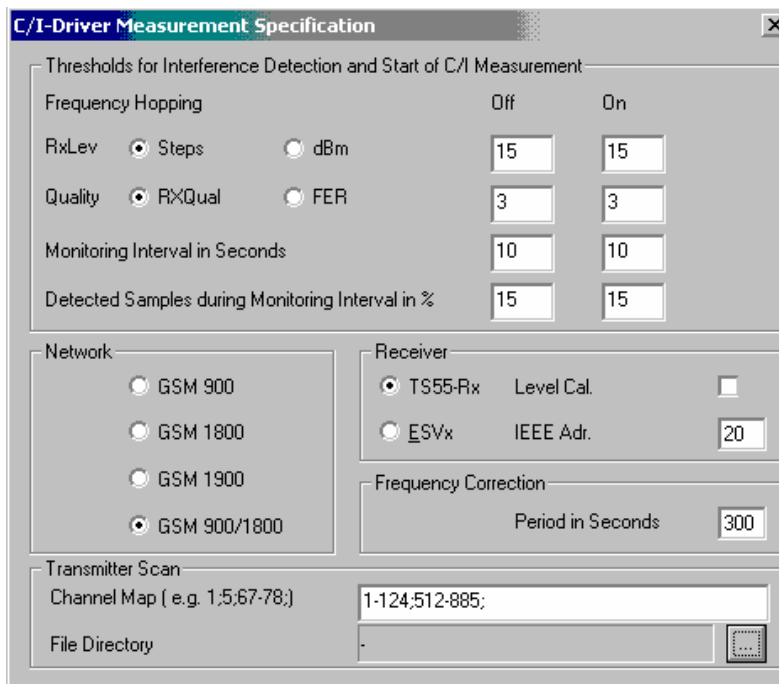 C/I-Driver Measurement Specification
Thresholds for Interference Detection and Start of C/I Measurement
Frequency Hopping Off On
RxLev Steps dBm 15 15
Quality RXQual FER 3 3
Monitoring Interval in Seconds 10 10
Detected Samples during Monitoring Interval in % 15 15
Network
GSM 900
GSM 1800
GSM 1900
GSM 900/1800
Receiver
TS55-Rx Level Cal.
ESVx IEEE Adr. 20
Frequency Correction
Period in Seconds 300
Transmitter Scan
Channel Map ( e.g. 1;5;67-78;) 1-124;512-885;
File Directory - ...